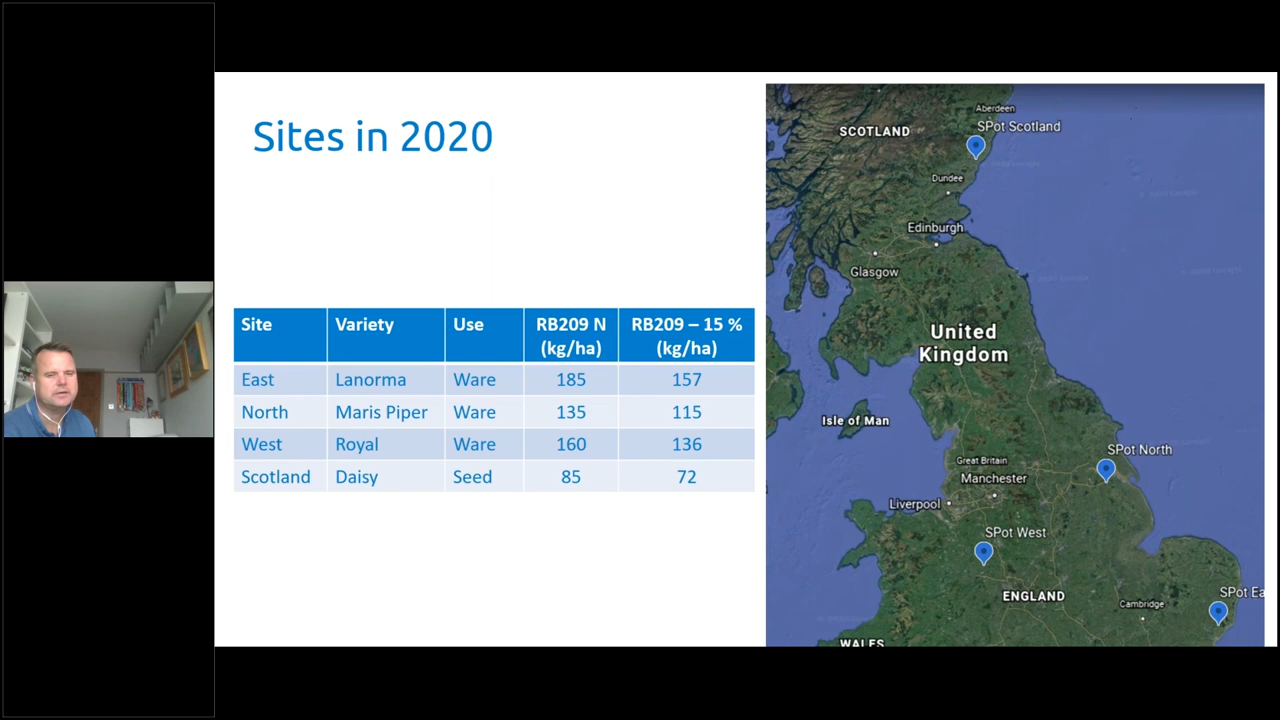 Sites in 2020
Site Variety Use RB209 N (kg/ha) RB209 – 15 % (kg/ha)
East Lanorma Ware 185 157
North Maris Piper Ware 135 115
West Royal Ware 160 136
Scotland Daisy Seed 85 72
Aberdeen
SPot Scotland
SCOTLAND
Dundee
Edinburgh
Glasgow
United
Kingdom
Isle of Man
SPot North
Great Britain
Manchester
Liverpool
SPot West
SPot Ea
ENGLAND
Cambridge
WALES